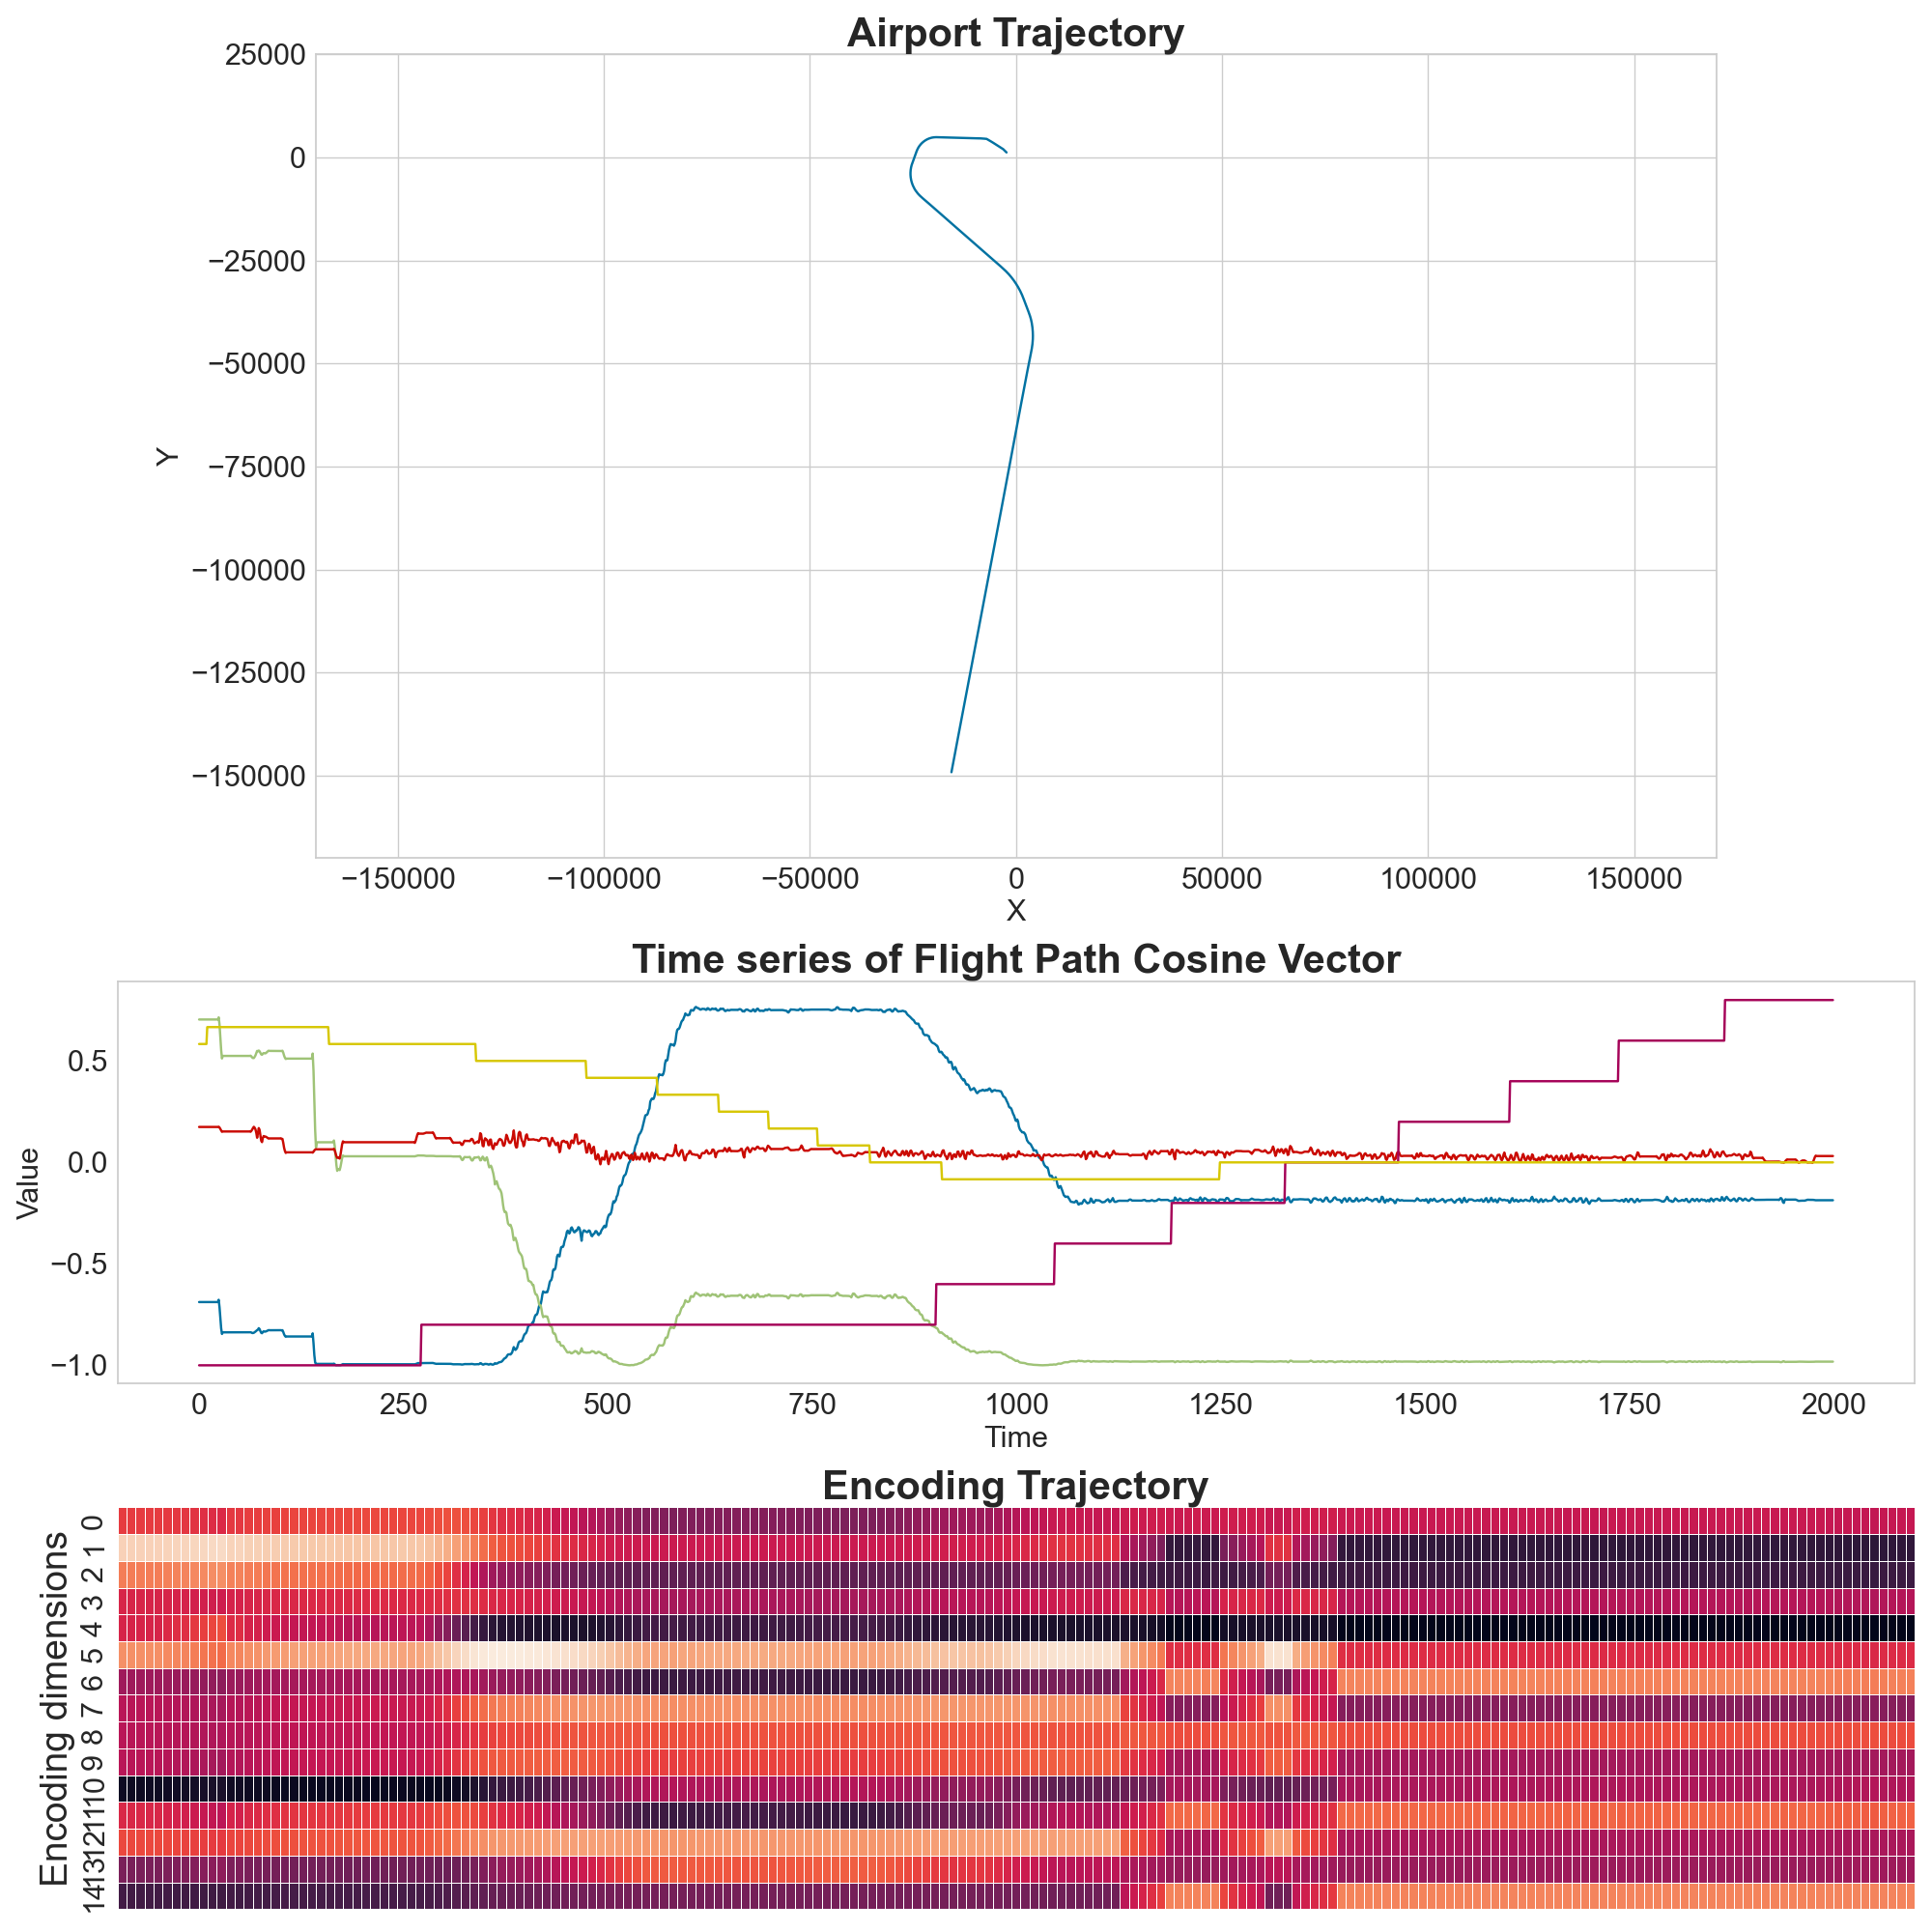 Airport Trajectory
25000
0
−25000
−50000
−75000
−100000
−125000
−150000
Y
−150000 −100000 −50000 0 50000 100000 150000
X
Time series of Flight Path Cosine Vector
0.5
0.0
−0.5
−1.0
Value
0 250 500 750 1000 1250 1500 1750 2000
Time
Encoding Trajectory
Encoding dimensions
0
1
2
3
4
5
6
7
8
9
10
11
12
13
14